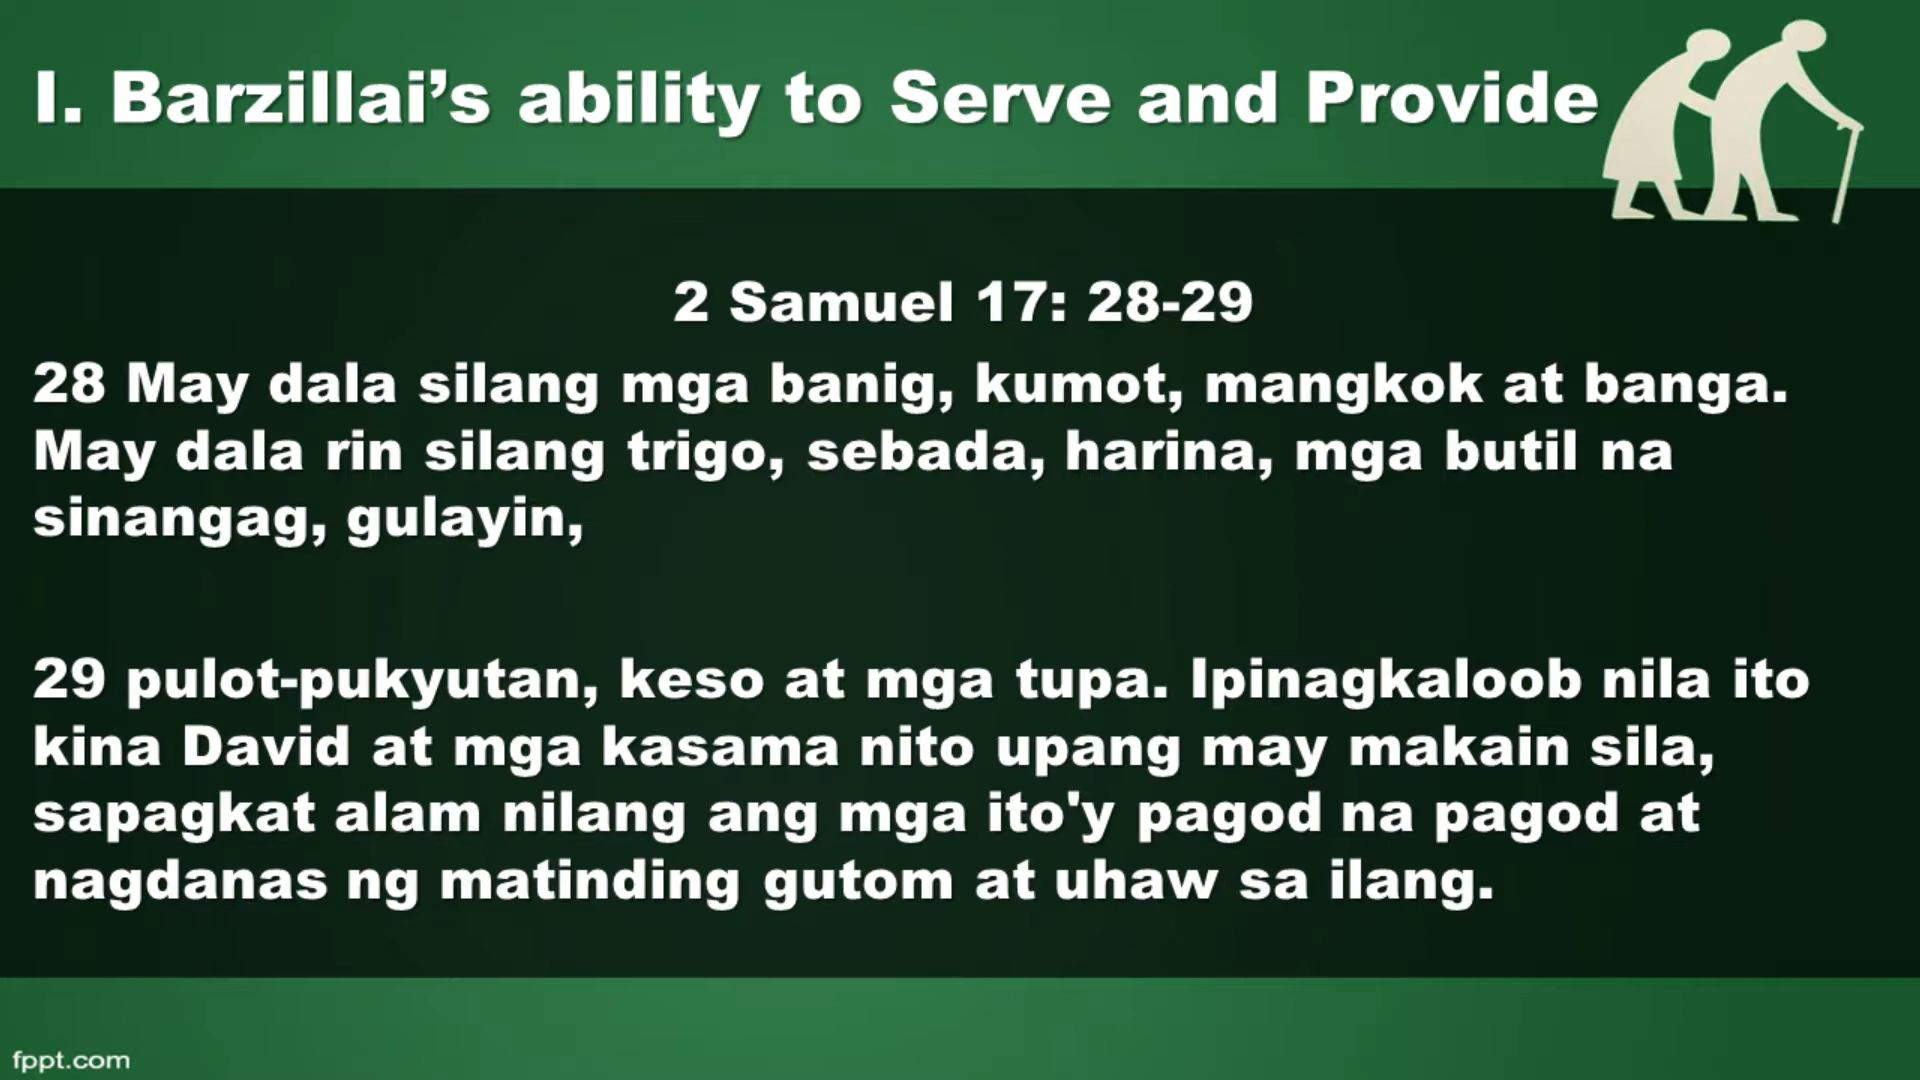 I. Barzillai’s ability to Serve and Provide
2 Samuel 17: 28-29
28 May dala silang mga banig, kumot, mangkok at banga.
May dala rin silang trigo, sebada, harina, mga butil na
sinangag, gulayin,
29 pulot-pukyutan, keso at mga tupa. Ipinagkaloob nila ito
kina David at mga kasama nito upang may makain sila,
sapagkat alam nilang ang mga ito'y pagod na pagod at
nagdanas ng matinding gutom at uhaw sa ilang.
fppt.com